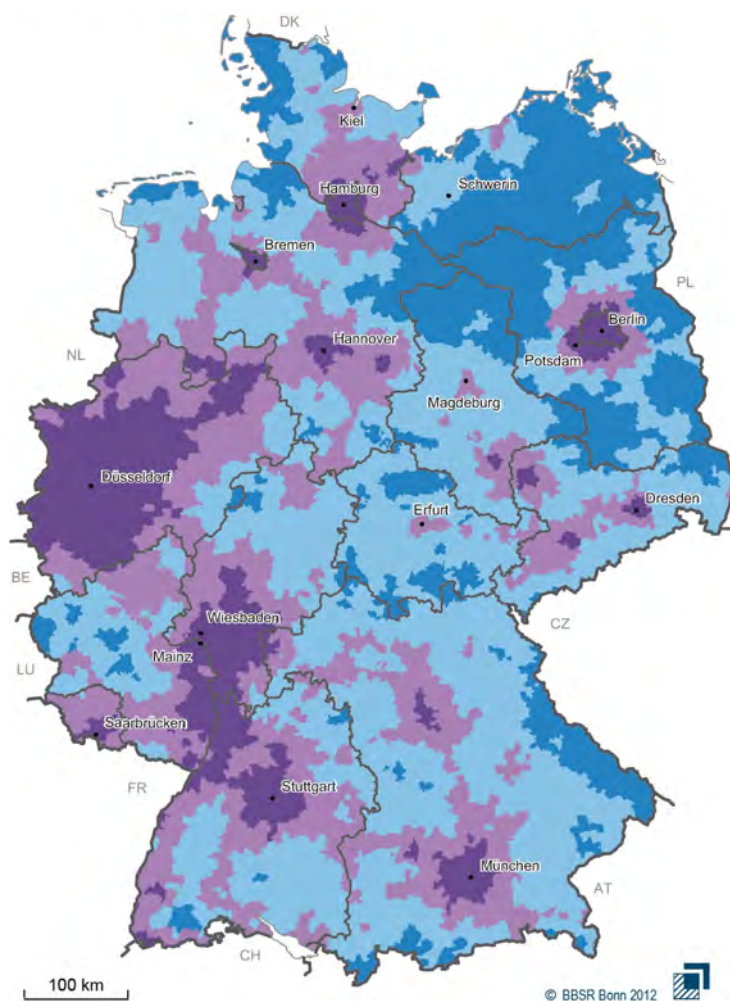 DK
Kiel
Hamburg
Schwerin
Bremen
PL
Berlin
Hannover
Potsdam
NL
Magdeburg
Düsseldorf
Dresden
Erfurt
BE
Wiesbaden
CZ
Mainz
LU
Saarbrücken
FR
Stuttgart
München
AT
CH
100 km
© BBSR Bonn 2012